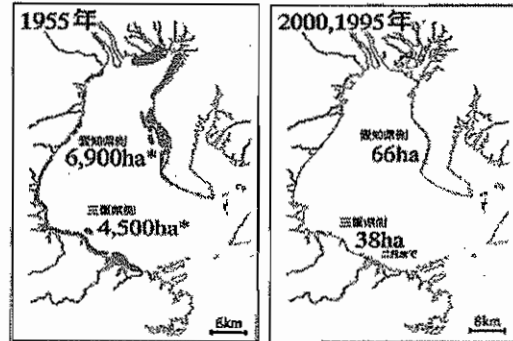 1955年
愛知県側
6,900ha*
三重県側
4,500ha*
8km
2000,1995年
愛知県側
66ha
三重県側
38ha
8km